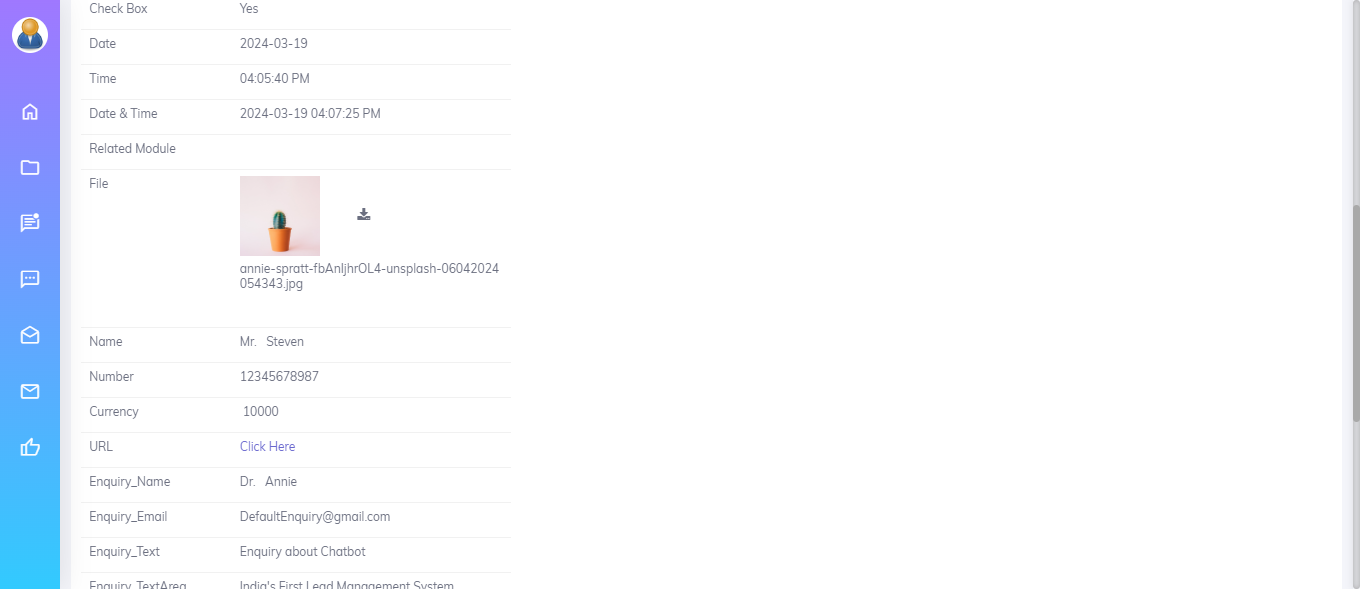 Check Box Yes
Date 2024-03-19
Time 04:05:40 PM
Date & Time 2024-03-19 04:07:25 PM
Related Module
File
annie-spratt-fbAnIjhrOL4-unsplash-06042024
054343.jpg
Name Mr. Steven
Number 12345678987
Currency 10000
URL Click Here
Enquiry_Name Dr. Annie
Enquiry_Email DefaultEnquiry@gmail.com
Enquiry_Text Enquiry about Chatbot
Enquiry_TextArea India's First Lead Management System